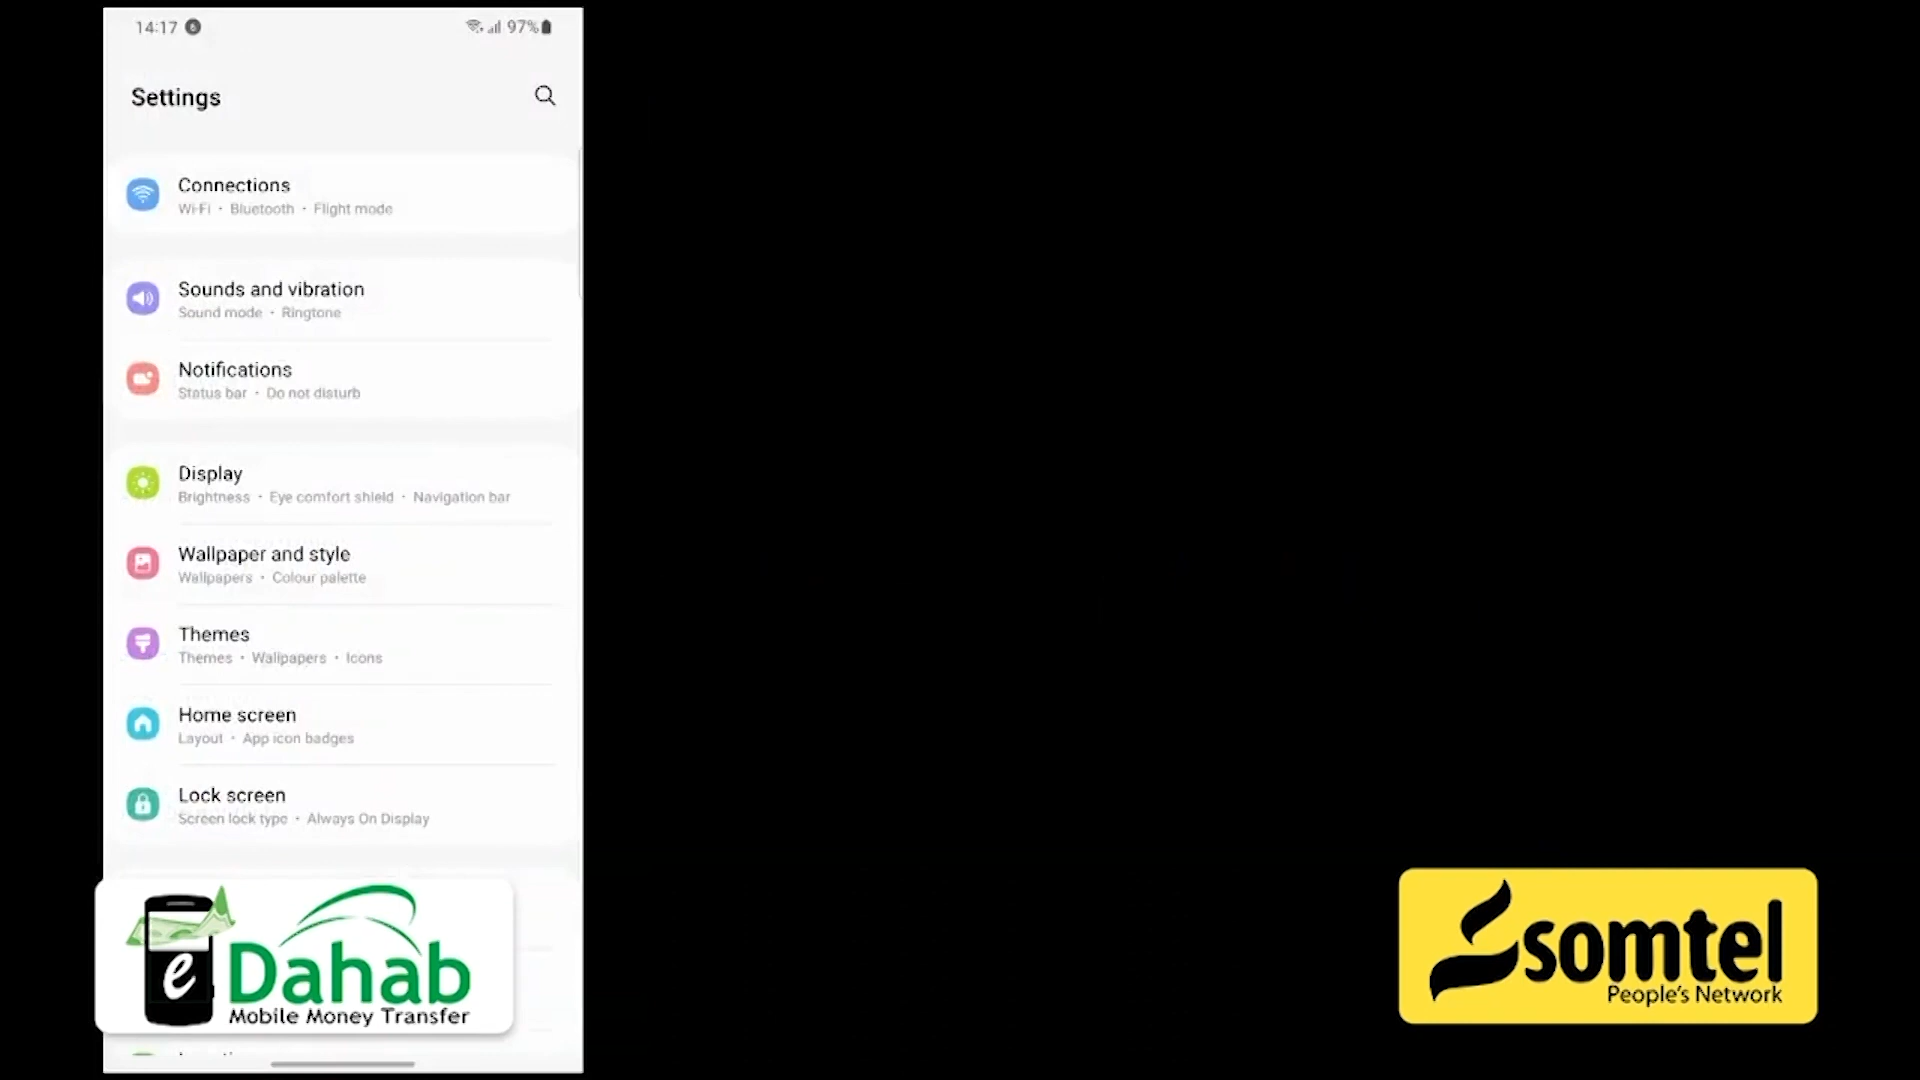 14:17
97%
Settings
Connections
Wi-Fi • Bluetooth • Flight mode
Sounds and vibration
Sound mode • Ringtone
Notifications
Status bar • Do not disturb
Display
Brightness • Eye comfort shield • Navigation bar
Wallpaper and style
Wallpapers • Colour palette
Themes
Themes • Wallpapers • Icons
Home screen
Layout • App icon badges
Lock screen
Screen lock type • Always On Display
e
Dahab
Mobile Money Transfer
somtel
People's Network